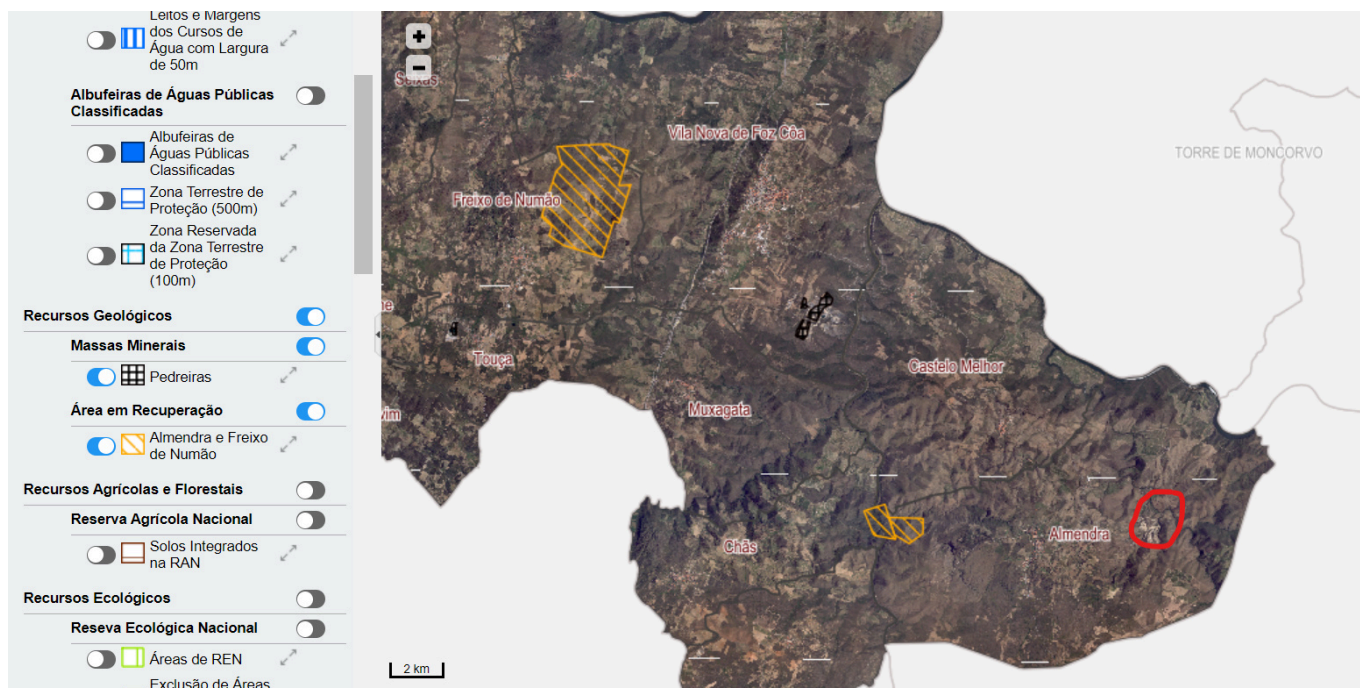 Leitos e Margens
dos Cursos de
Água com Largura
de 50m
Albufeiras de Águas Públicas
Classificadas
Albufeiras de
Águas Públicas
Classificadas
Zona Terrestre de
Proteção (500m)
Zona Reservada
da Zona Terrestre
de Proteção
(100m)
Recursos Geológicos
Massas Minerais
Pedreiras
Área em Recuperação
Almendra e Freixo
de Numão
Recursos Agrícolas e Florestais
Reserva Agrícola Nacional
Solos Integrados
na RAN
Recursos Ecológicos
Reseva Ecológica Nacional
Áreas de REN
Exclusão de Áreas
+
−
Seixas
Vila Nova de Foz Côa
TORRE DE MONCORVO
Freixo de Numão
Touça
Castelo Melhor
Muxagata
Almendra
Chãs
2 km